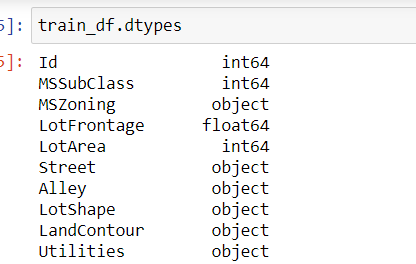 5]: train_df.dtypes
5]: Id int64
MSSubClass int64
MSZoning object
LotFrontage float64
LotArea int64
Street object
Alley object
LotShape object
LandContour object
Utilities object